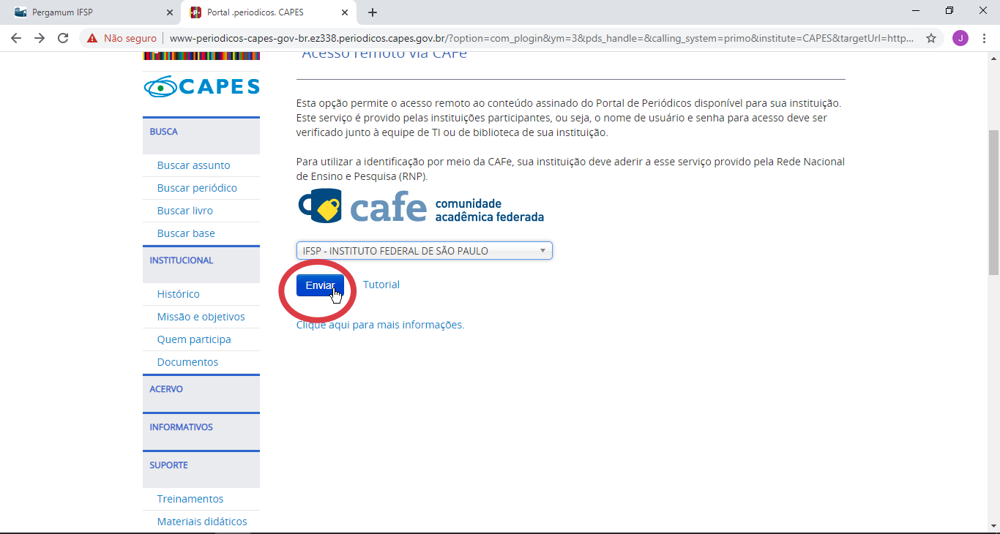 Pergamum IFSP
Portal .periodicos. CAPES
Não seguro
www-periodicos-capes-gov-br.ez338.periodicos.capes.gov.br/?option=com_plogin&ym=3&pds_handle=&calling_system=primo&institute=CAPES&targetUrl=http...
J
CAPES
BUSCA
Buscar assunto
Buscar periódico
Buscar livro
Buscar base
INSTITUCIONAL
Histórico
Missão e objetivos
Quem participa
Documentos
ACERVO
INFORMATIVOS
SUPORTE
Treinamentos
Materiais didáticos
Acesso remoto via CAFe
Esta opção permite o acesso remoto ao conteúdo assinado do Portal de Periódicos disponível para sua instituição.
Este serviço é provido pelas instituições participantes, ou seja, o nome de usuário e senha para acesso deve ser
verificado junto à equipe de TI ou de biblioteca de sua instituição.
Para utilizar a identificação por meio da CAFe, sua instituição deve aderir a esse serviço provido pela Rede Nacional
de Ensino e Pesquisa (RNP).
cafe comunidade
acadêmica federada
IFSP - INSTITUTO FEDERAL DE SÃO PAULO
Enviar
Tutorial
Clique aqui para mais informações.